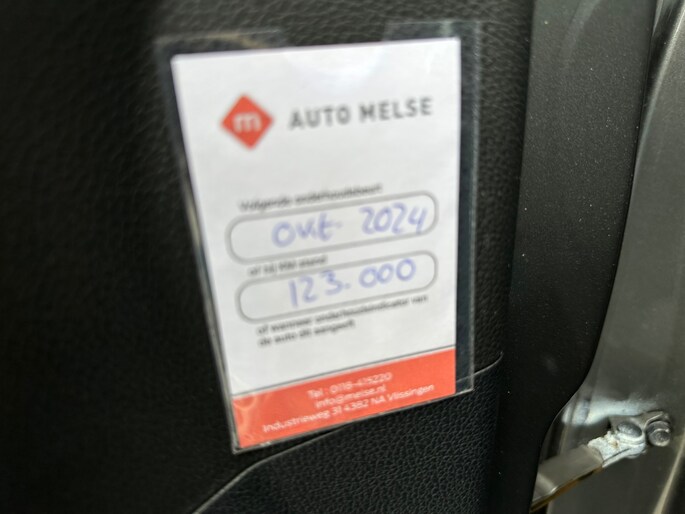 m AUTO MELSE
Volgende onderhoudsbeurt
okt. 2024
of bij KM stand
123.000
of wanneer onderhoudsindicator van
de auto dit aangeeft
Tel : 0118-415220
info@melse.nl
Industrieweg 31 4382 NA Vlissingen